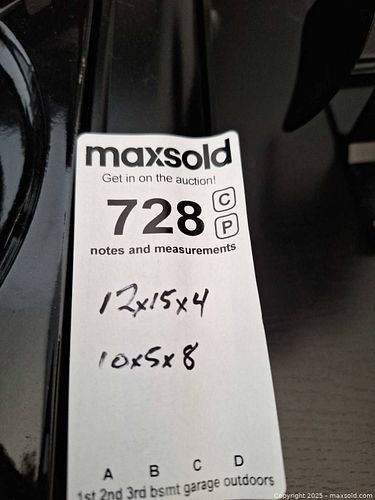 maxsold
Get in on the auction!
728 C
P
notes and measurements
12x15x4
10x5x8
A B C D
1st 2nd 3rd bsmt garage outdoors
Copyright 2025 - maxsold.com